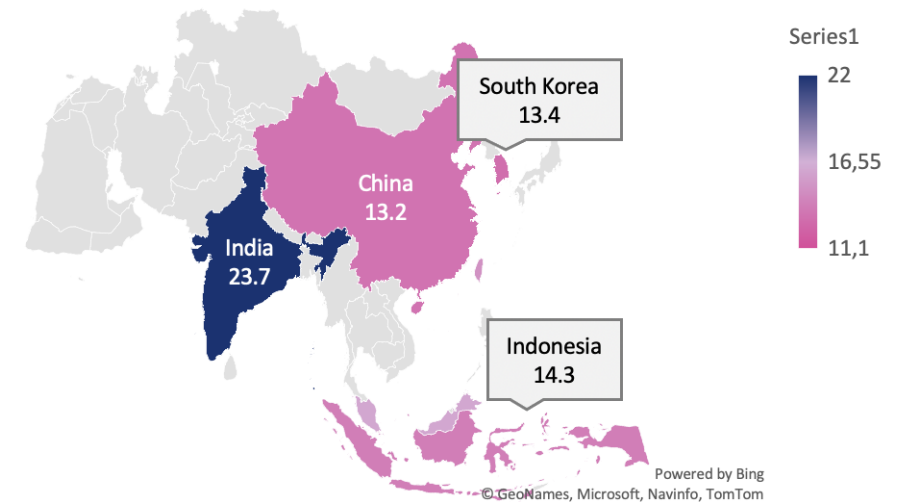 Series1
22
16,55
11,1
South Korea
13.4
China
13.2
India
23.7
Indonesia
14.3
Powered by Bing
© GeoNames, Microsoft, Navinfo, TomTom